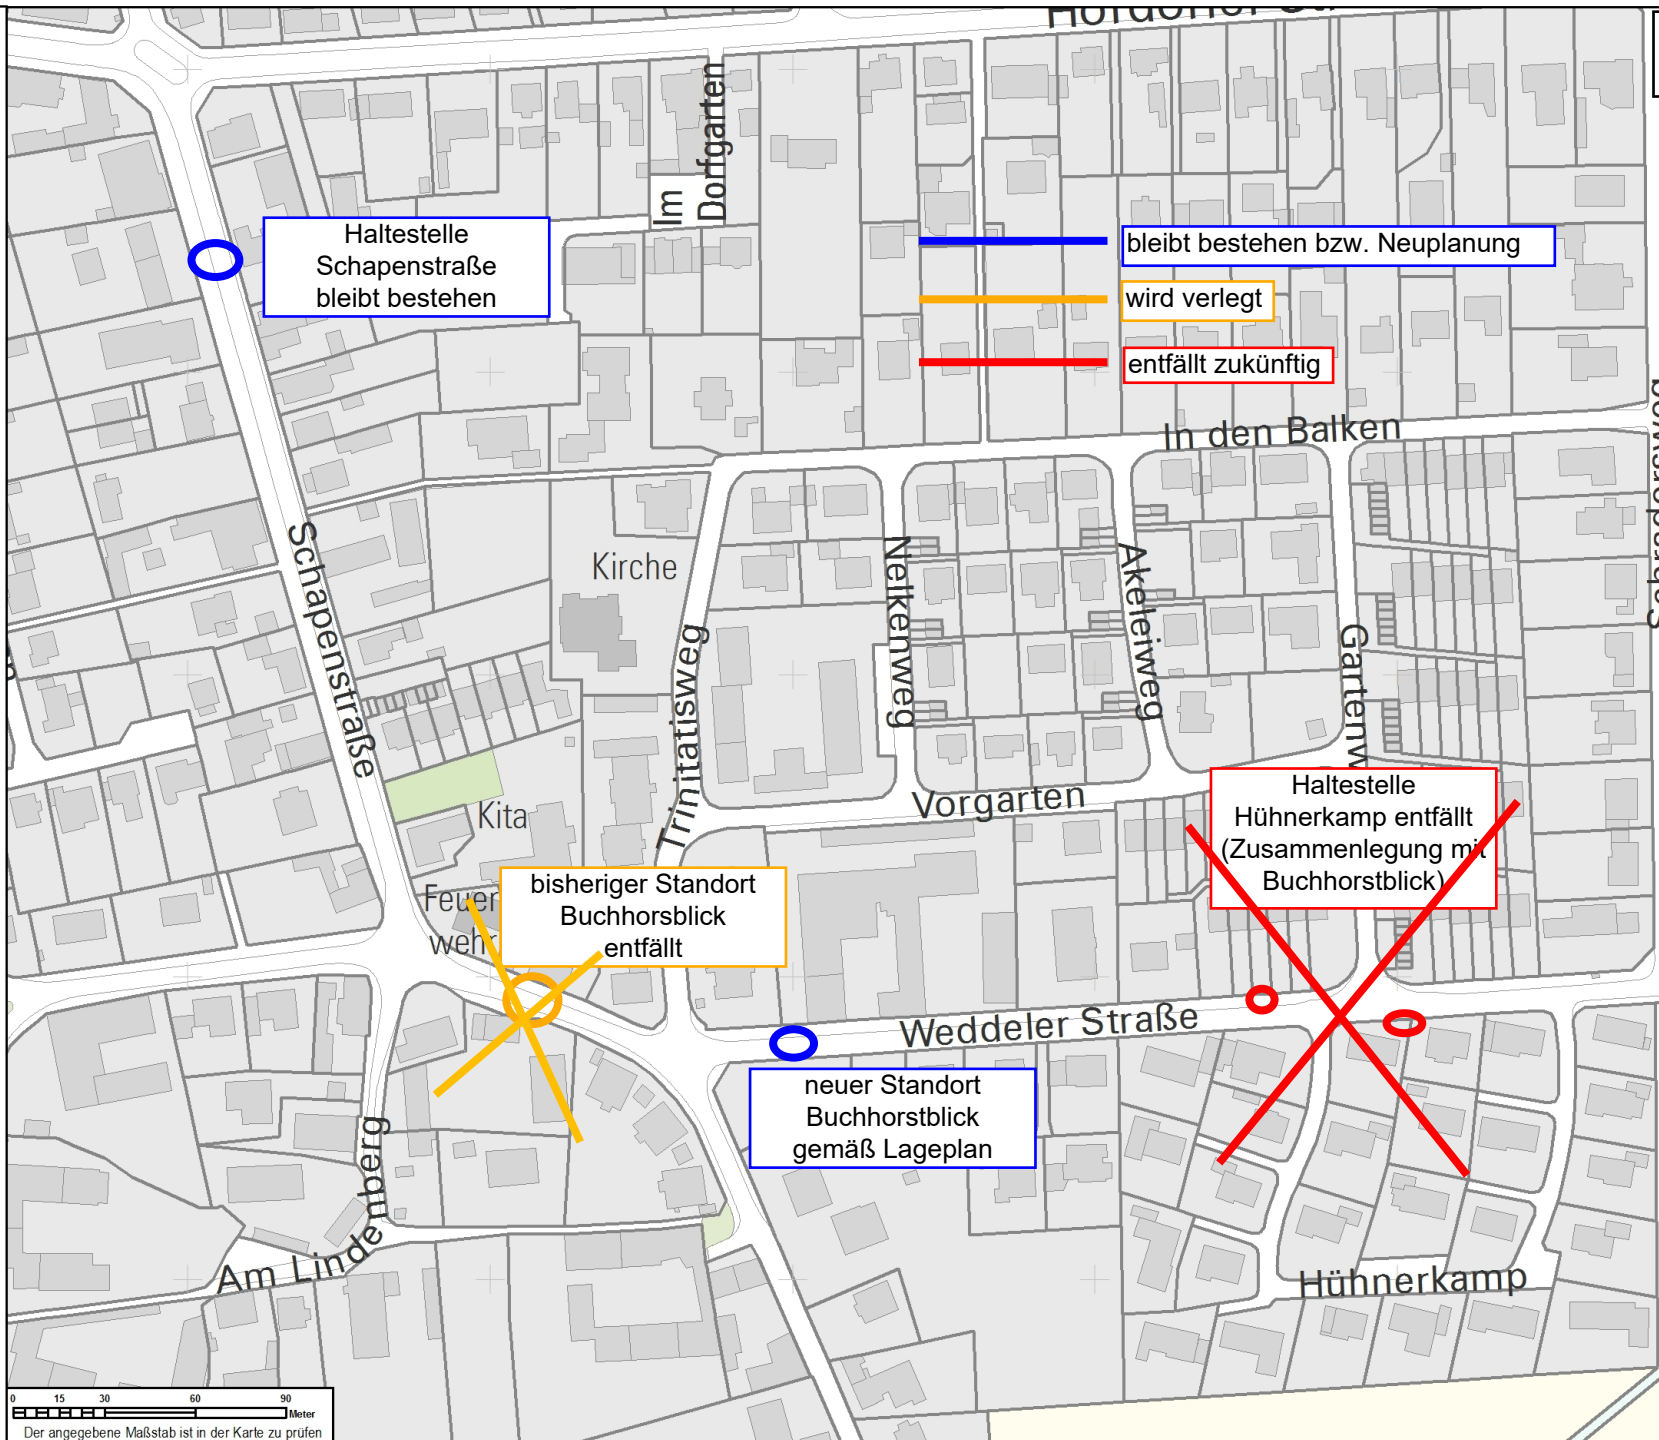 Im
Dorfgarten
Haltestelle
Schapenstraße
bleibt bestehen
bleibt bestehen bzw. Neuplanung
wird verlegt
entfällt zukünftig
In den Balken
Schapenstraße
Kirche
Trinitatisweg
Nelkenweg
Akeleiweg
Gartenw
Vorgarten
Kita
Feuer
wehr
bisheriger Standort
Buchhorsblick
entfällt
Haltestelle
Hühnerkamp entfällt
(Zusammenlegung mit
Buchhorstblick)
Weddeler Straße
neuer Standort
Buchhorstblick
gemäß Lageplan
Am Lindenberg
Hühnerkamp
0 15 30 60 90
Meter
Der angegebene Maßstab ist in der Karte zu prüfen